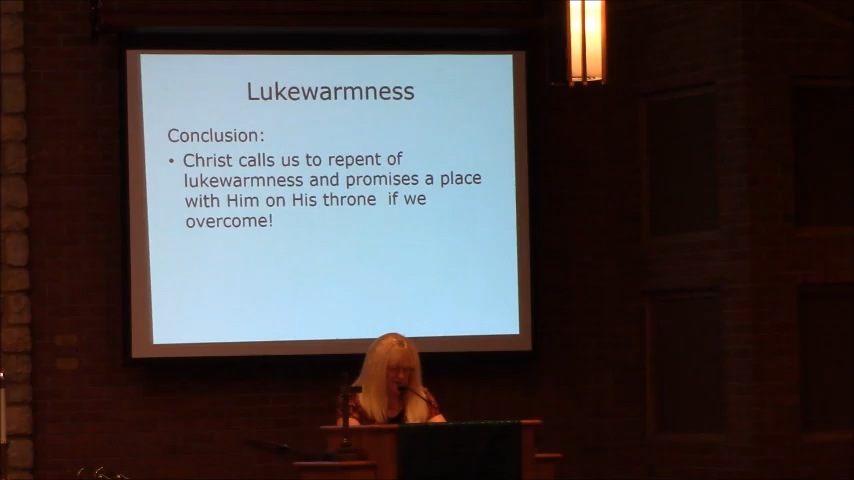 Lukewarmness
Conclusion:
• Christ calls us to repent of
lukewarmness and promises a place
with Him on His throne if we
overcome!